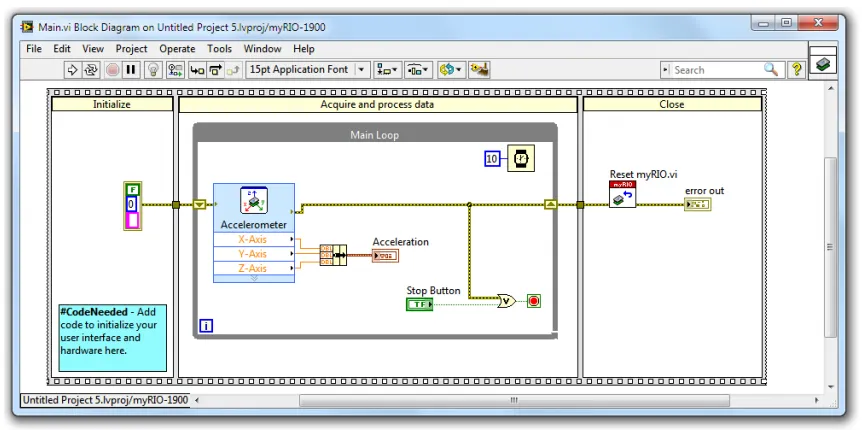 Main.vi Block Diagram on Untitled Project 5.lvproj/myRIO-1900
File Edit View Project Operate Tools Window Help
15pt Application Font Search
Initialize Acquire and process data Close
Main Loop
10
Reset myRIO.vi
myRIO
error out
F
0
Accelerometer
X-Axis
Y-Axis
Z-Axis
DBL
DBL
DBL
Acceleration
Stop Button
TF
V
i
#CodeNeeded - Add
code to initialize your
user interface and
hardware here.
Untitled Project 5.lvproj/myRIO-1900